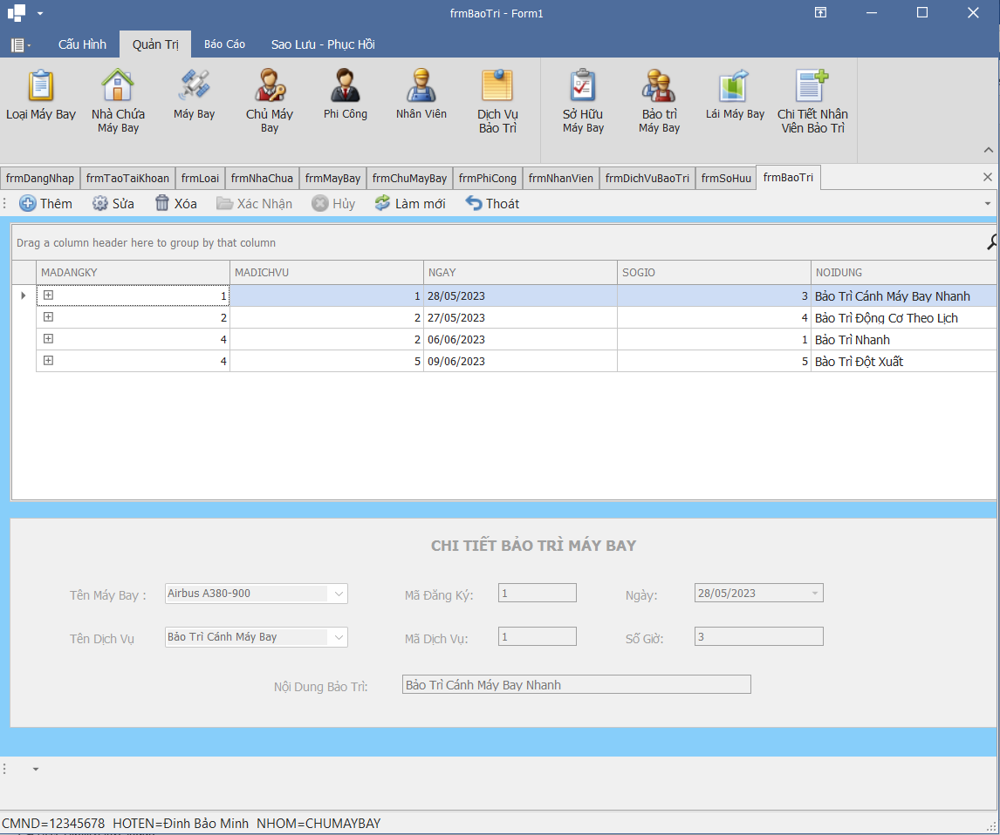 frmBaoTri - Form1
Cấu Hình Quản Trị Báo Cáo Sao Lưu - Phục Hồi
Loại Máy Bay
Nhà Chứa
Máy Bay
Máy Bay
Chủ Máy
Bay
Phi Công
Nhân Viên
Dịch Vụ
Bảo Trì
Sở Hữu
Máy Bay
Bảo trì
Máy Bay
Lái Máy Bay
Chi Tiết Nhân
Viên Bảo Trì
frmDangNhap frmTaoTaiKhoan frmLoai frmNhaChua frmMayBay frmChuMayBay frmPhiCong frmNhanVien frmDichVuBaoTri frmSoHuu frmBaoTri
Thêm Sửa Xóa Xác Nhận Hủy Làm mới Thoát
Drag a column header here to group by that column
MADANGKY MADICHVU NGAY SOGIO NOIDUNG
1 1 28/05/2023 3 Bảo Trì Cánh Máy Bay Nhanh
2 2 27/05/2023 4 Bảo Trì Động Cơ Theo Lịch
4 2 06/06/2023 1 Bảo Trì Nhanh
4 5 09/06/2023 5 Bào Trì Đột Xuất
CHI TIẾT BẢO TRÌ MÁY BAY
Tên Máy Bay : Airbus A380-900 Mã Đăng Ký: 1 Ngày: 28/05/2023
Tên Dịch Vụ Bảo Trì Cánh Máy Bay Mã Dịch Vụ: 1 Số Giờ: 3
Nội Dung Bảo Trì: Bảo Trì Cánh Máy Bay Nhanh
CMND=12345678 HOTEN=Đinh Bảo Minh NHOM=CHUMAYBAY